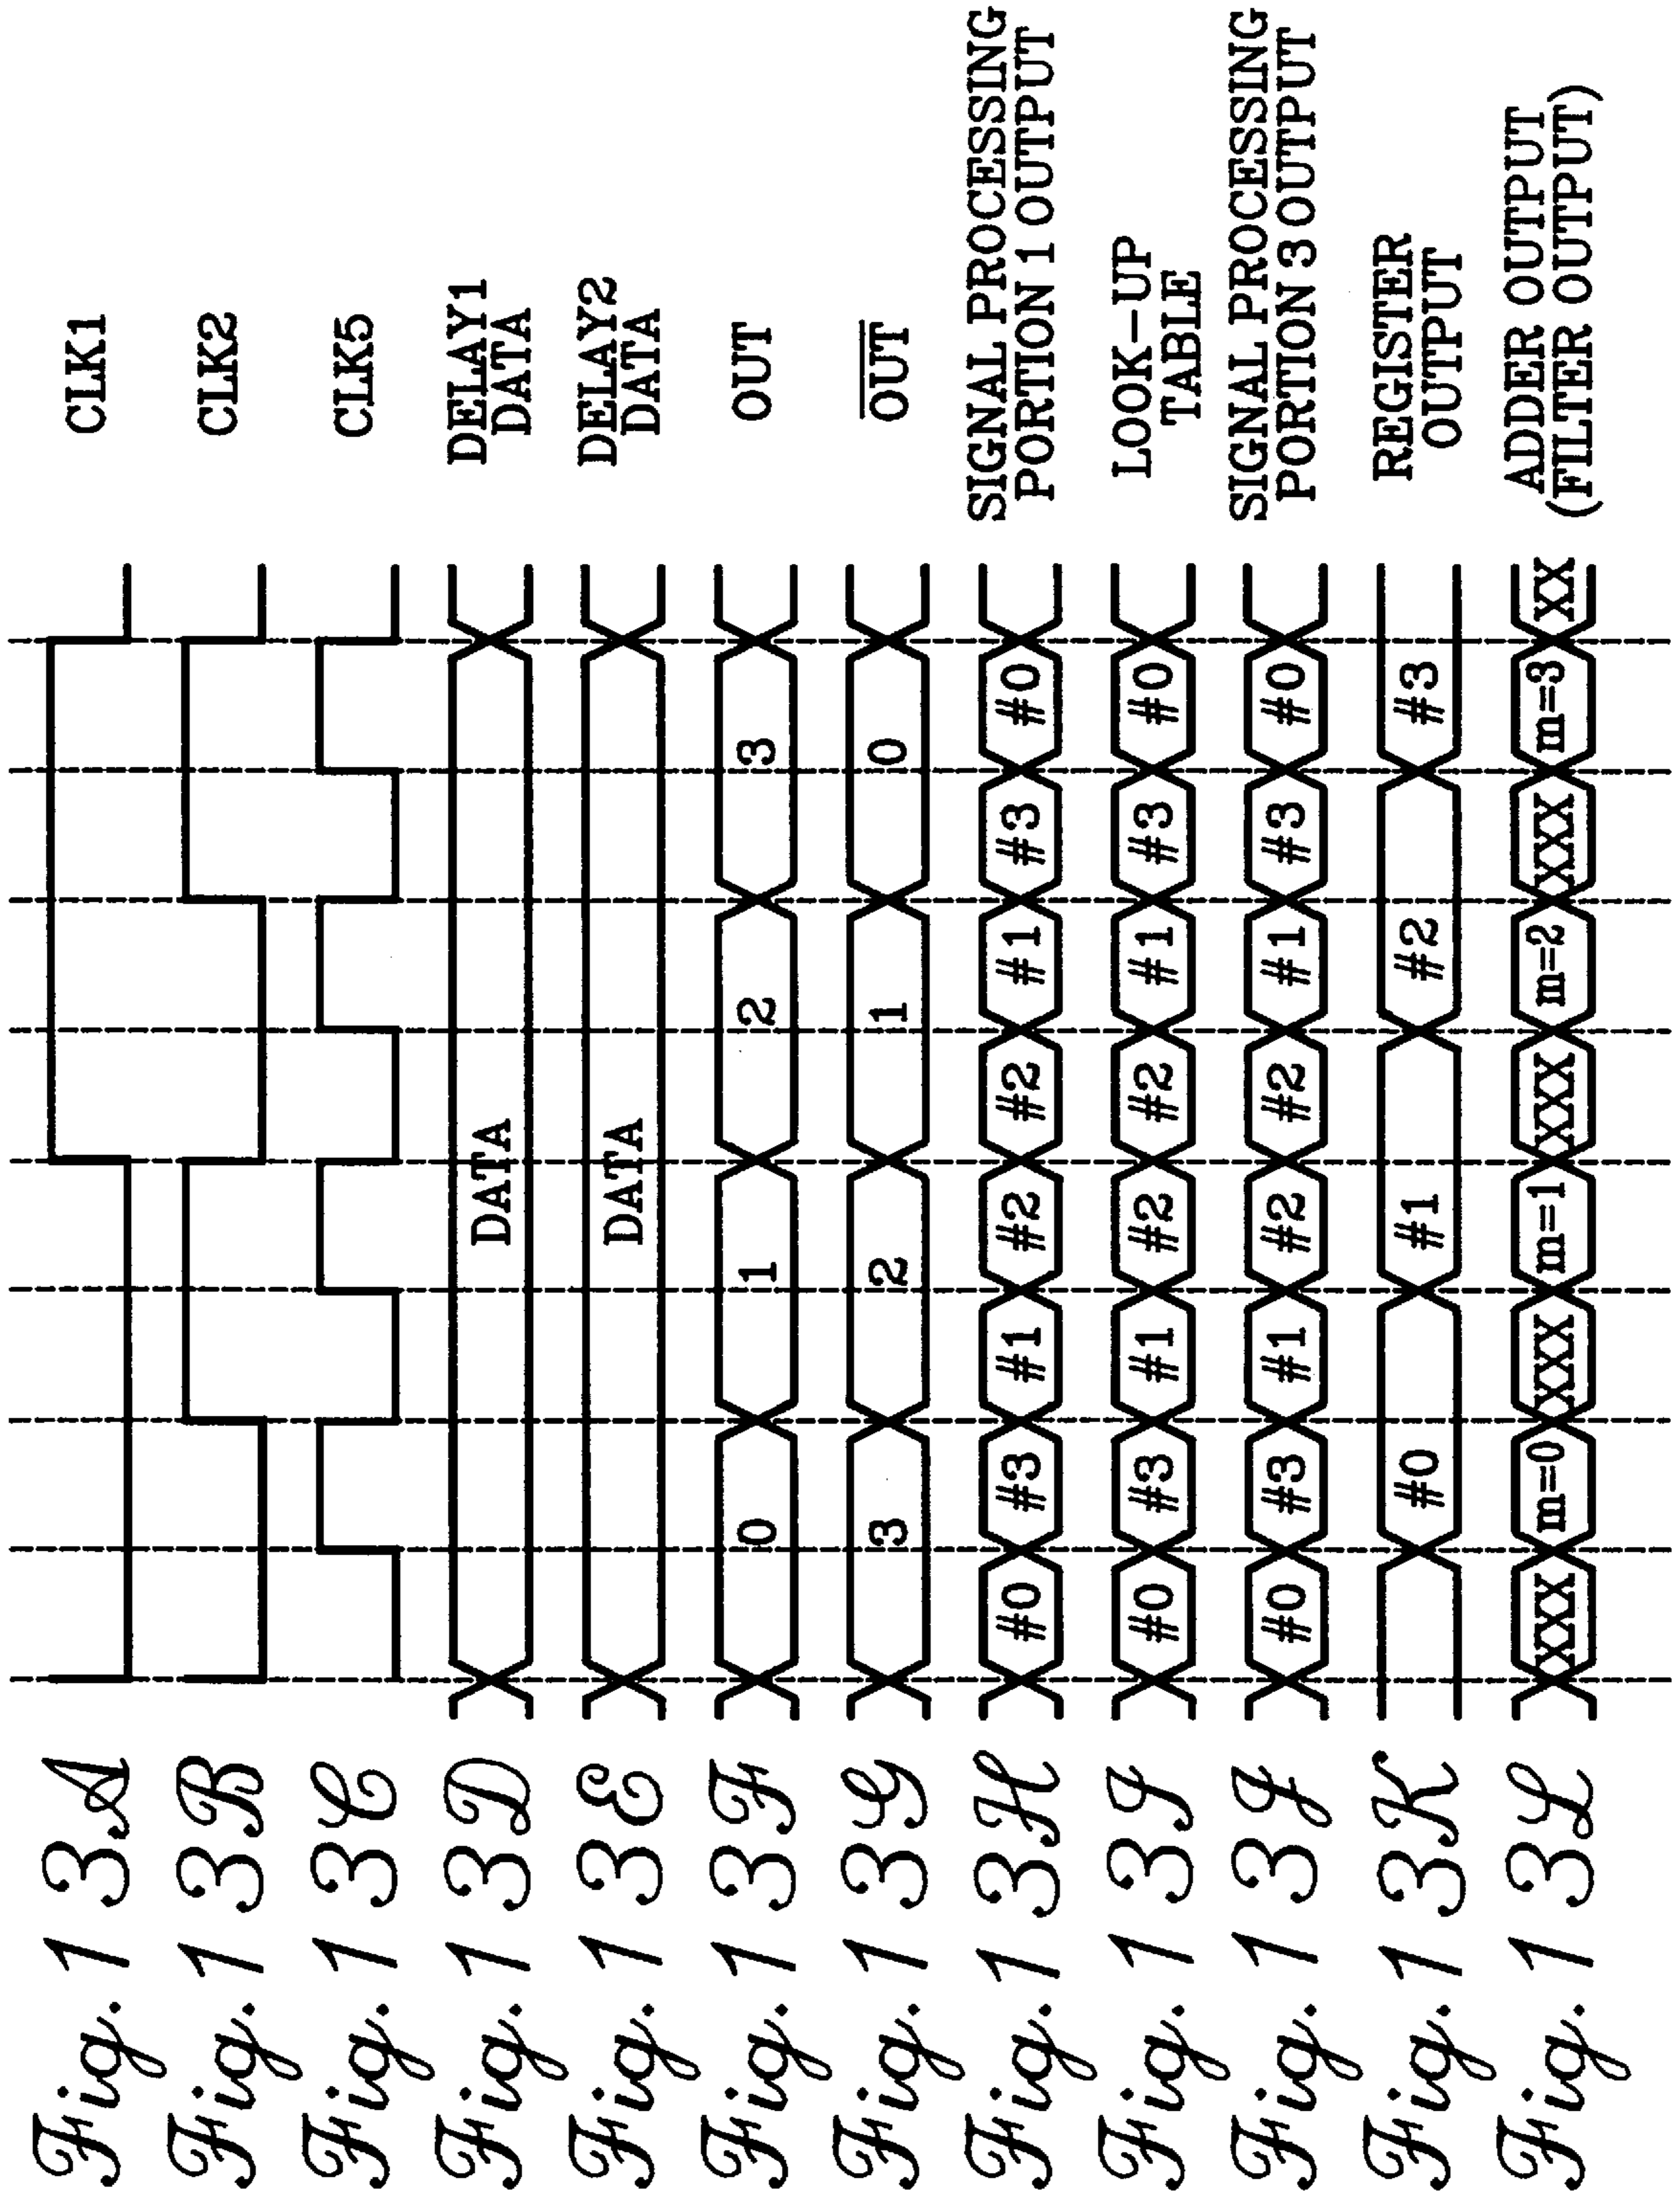 Fig. 13A CLK1
Fig. 13B CLK2
Fig. 13C CLK5
Fig. 13D DATA DELAY1
DATA
Fig. 13E DATA DELAY2
DATA
Fig. 13F 0 1 2 3 OUT
Fig. 13G 3 2 1 0 OUT
Fig. 13H #0 #3 #1 #2 #2 #1 #3 #0 SIGNAL PROCESSING
PORTION 1 OUTPUT
Fig. 13I #0 #3 #1 #2 #2 #1 #3 #0 LOOK-UP
TABLE
Fig. 13J #0 #3 #1 #2 #2 #1 #3 #0 SIGNAL PROCESSING
PORTION 3 OUTPUT
Fig. 13K #0 #1 #2 #3 REGISTER
OUTPUT
Fig. 13L XXX m=0 XXX m=1 XXX m=2 XXX m=3 XX ADDER OUTPUT
(FILTER OUTPUT)